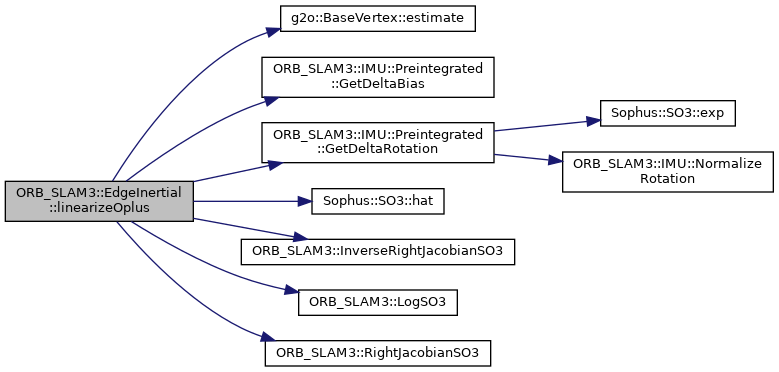 g2o::BaseVertex::estimate
ORB_SLAM3::IMU::Preintegrated
::GetDeltaBias
ORB_SLAM3::IMU::Preintegrated
::GetDeltaRotation
Sophus::SO3::exp
ORB_SLAM3::IMU::Normalize
Rotation
ORB_SLAM3::EdgeInertial
::linearizeOplus
Sophus::SO3::hat
ORB_SLAM3::InverseRightJacobianSO3
ORB_SLAM3::LogSO3
ORB_SLAM3::RightJacobianSO3